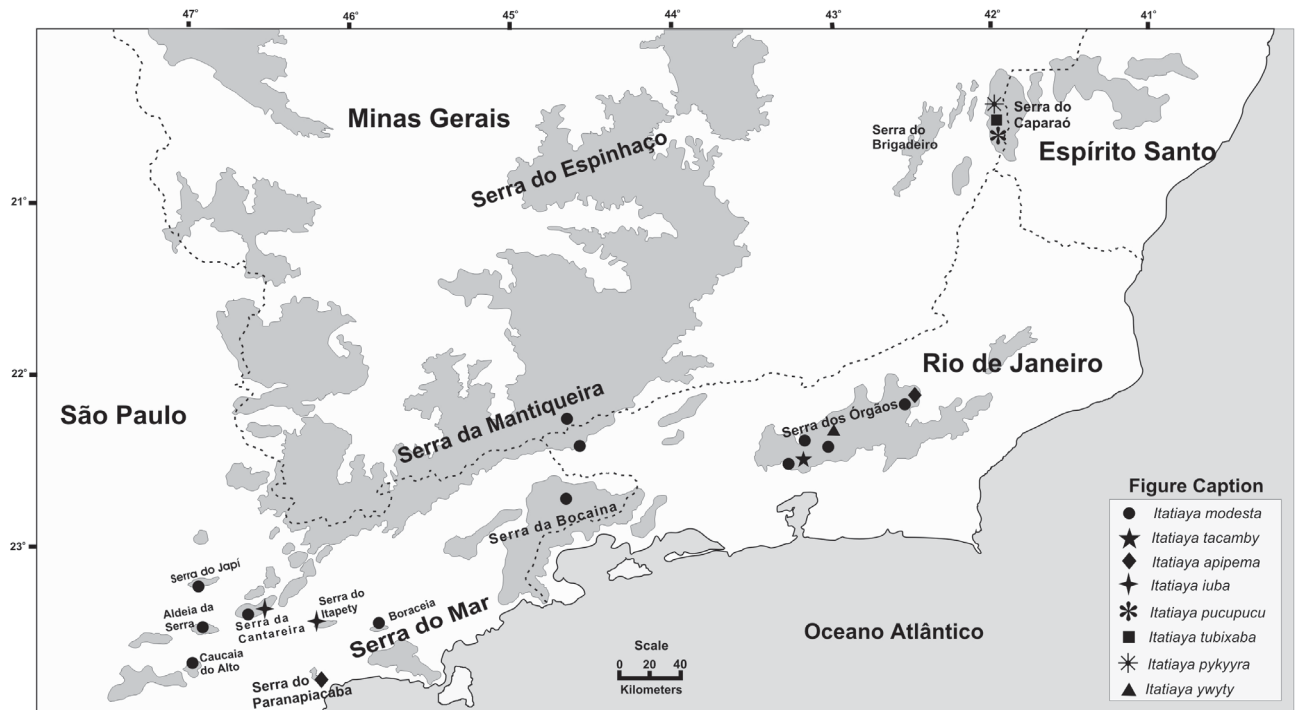 47° 46° 45° 44° 43° 42° 41°
Minas Gerais
Serra do Espinhaço
Serra do
Brigadeiro
Serra do
Caparaó
Espírito Santo
21°
22°
Rio de Janeiro
São Paulo
Serra da Mantiqueira
Serra dos Órgãos
Serra da Bocaina
23°
Serra do Japí
Aldeia da
Serra
Serra da
Cantareira
Serra do
Itapety
Boraceia
Serra do Mar
Caucaia
do Alto
Serra do
Paranapiacaba
Oceano Atlântico
Scale
0 20 40
Kilometers
Figure Caption
Itatiaya modesta
Itatiaya tacamby
Itatiaya apipema
Itatiaya iuba
Itatiaya pucupucu
Itatiaya tubixaba
Itatiaya pykyyra
Itatiaya ywyty